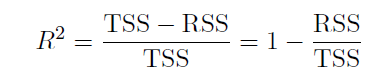 R² = (TSS − RSS)/TSS = 1 − RSS/TSS